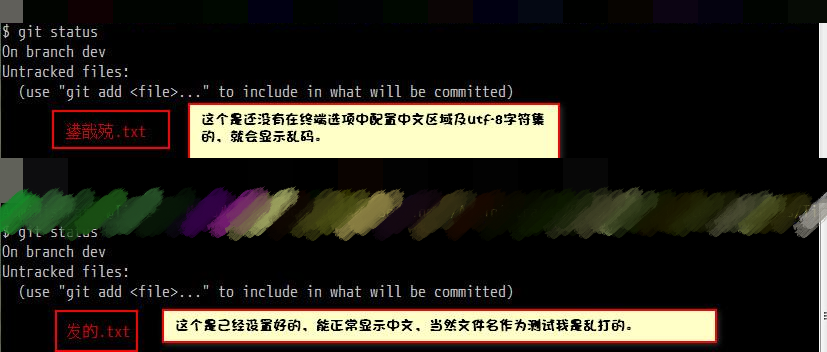 $ git status
On branch dev
Untracked files:
(use "git add <file>..." to include in what will be committed)
.txt
这个是还没有在终端选项中配置中文区域及utf-8字符集
的、就会显示乱码。
$ git status
On branch dev
Untracked files:
(use "git add <file>..." to include in what will be committed)
发的.txt
这个是已经设置好的、能正常显示中文、当然文件名作为测试我是乱打的。